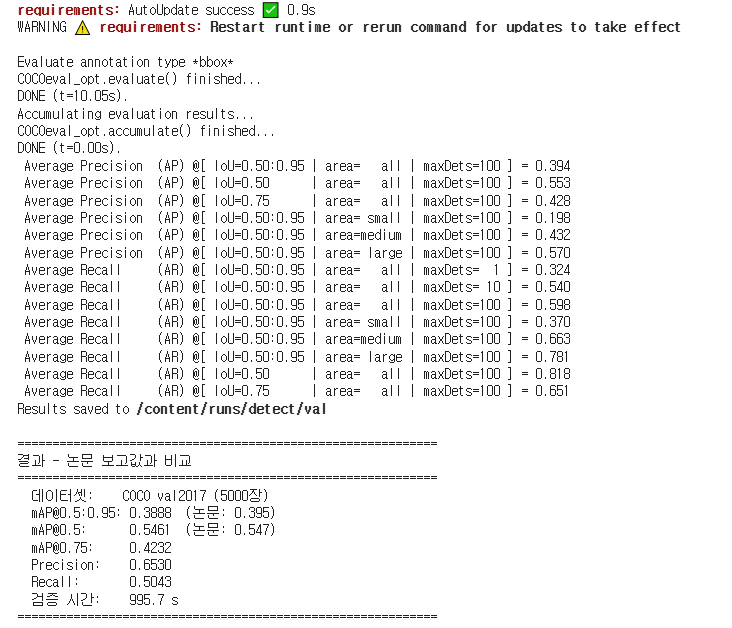 requirements: AutoUpdate success ✅ 0.9s
WARNING ⚠️ requirements: Restart runtime or rerun command for updates to take effect

Evaluate annotation type *bbox*
COCOeval_opt.evaluate() finished...
DONE (t=10.05s).
Accumulating evaluation results...
COCOeval_opt.accumulate() finished...
DONE (t=0.00s).
 Average Precision  (AP) @[ IoU=0.50:0.95 | area=   all | maxDets=100 ] = 0.394
 Average Precision  (AP) @[ IoU=0.50      | area=   all | maxDets=100 ] = 0.553
 Average Precision  (AP) @[ IoU=0.75      | area=   all | maxDets=100 ] = 0.428
 Average Precision  (AP) @[ IoU=0.50:0.95 | area= small | maxDets=100 ] = 0.198
 Average Precision  (AP) @[ IoU=0.50:0.95 | area=medium | maxDets=100 ] = 0.432
 Average Precision  (AP) @[ IoU=0.50:0.95 | area= large | maxDets=100 ] = 0.570
 Average Recall     (AR) @[ IoU=0.50:0.95 | area=   all | maxDets=  1 ] = 0.324
 Average Recall     (AR) @[ IoU=0.50:0.95 | area=   all | maxDets= 10 ] = 0.540
 Average Recall     (AR) @[ IoU=0.50:0.95 | area=   all | maxDets=100 ] = 0.598
 Average Recall     (AR) @[ IoU=0.50:0.95 | area= small | maxDets=100 ] = 0.370
 Average Recall     (AR) @[ IoU=0.50:0.95 | area=medium | maxDets=100 ] = 0.663
 Average Recall     (AR) @[ IoU=0.50:0.95 | area= large | maxDets=100 ] = 0.781
 Average Recall     (AR) @[ IoU=0.50      | area=   all | maxDets=100 ] = 0.818
 Average Recall     (AR) @[ IoU=0.75      | area=   all | maxDets=100 ] = 0.651
Results saved to /content/runs/detect/val

============================================================
결과 - 논문 보고값과 비교
============================================================
  데이터셋:    COCO val2017 (5000장)
  mAP@0.5:0.95: 0.3888  (논문: 0.395)
  mAP@0.5:      0.5461  (논문: 0.547)
  mAP@0.75:     0.4232
  Precision:    0.6530
  Recall:       0.5043
  검증 시간:    995.7 s
============================================================